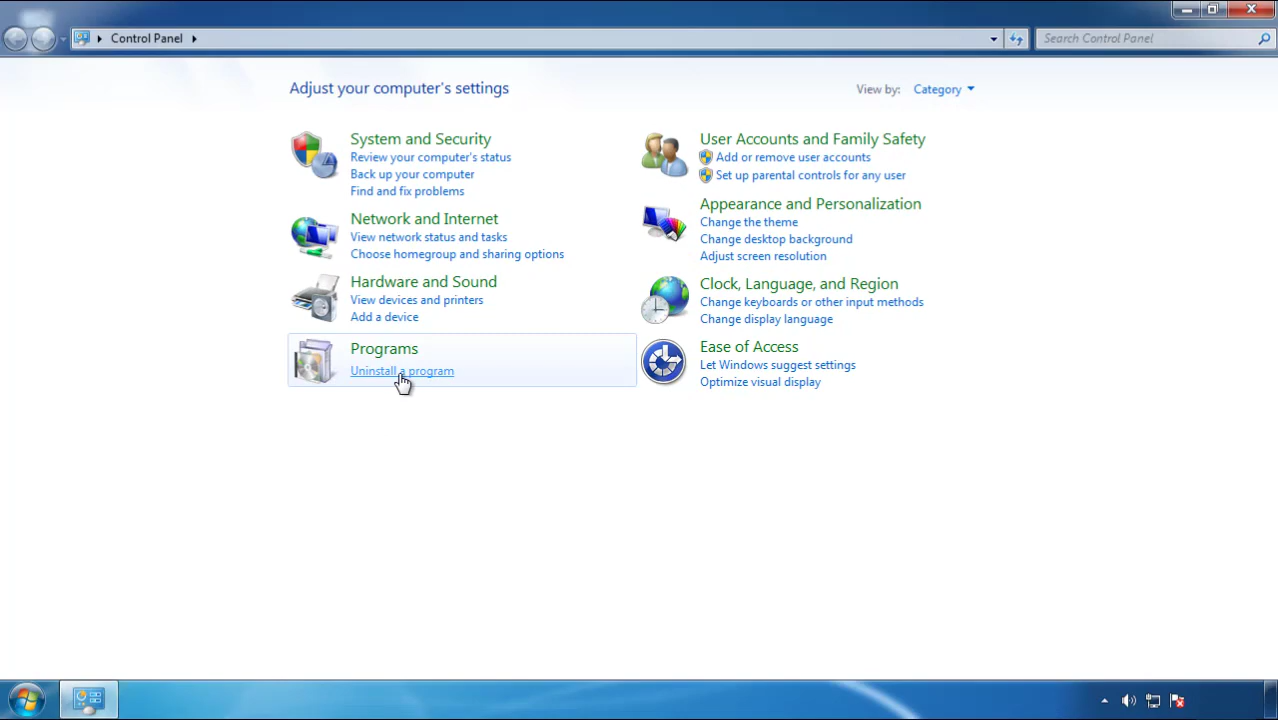 Control Panel
Search Control Panel
Adjust your computer's settings
View by: Category
System and Security
Review your computer's status
Back up your computer
Find and fix problems
Network and Internet
View network status and tasks
Choose homegroup and sharing options
Hardware and Sound
View devices and printers
Add a device
Programs
Uninstall a program
User Accounts and Family Safety
Add or remove user accounts
Set up parental controls for any user
Appearance and Personalization
Change the theme
Change desktop background
Adjust screen resolution
Clock, Language, and Region
Change keyboards or other input methods
Change display language
Ease of Access
Let Windows suggest settings
Optimize visual display